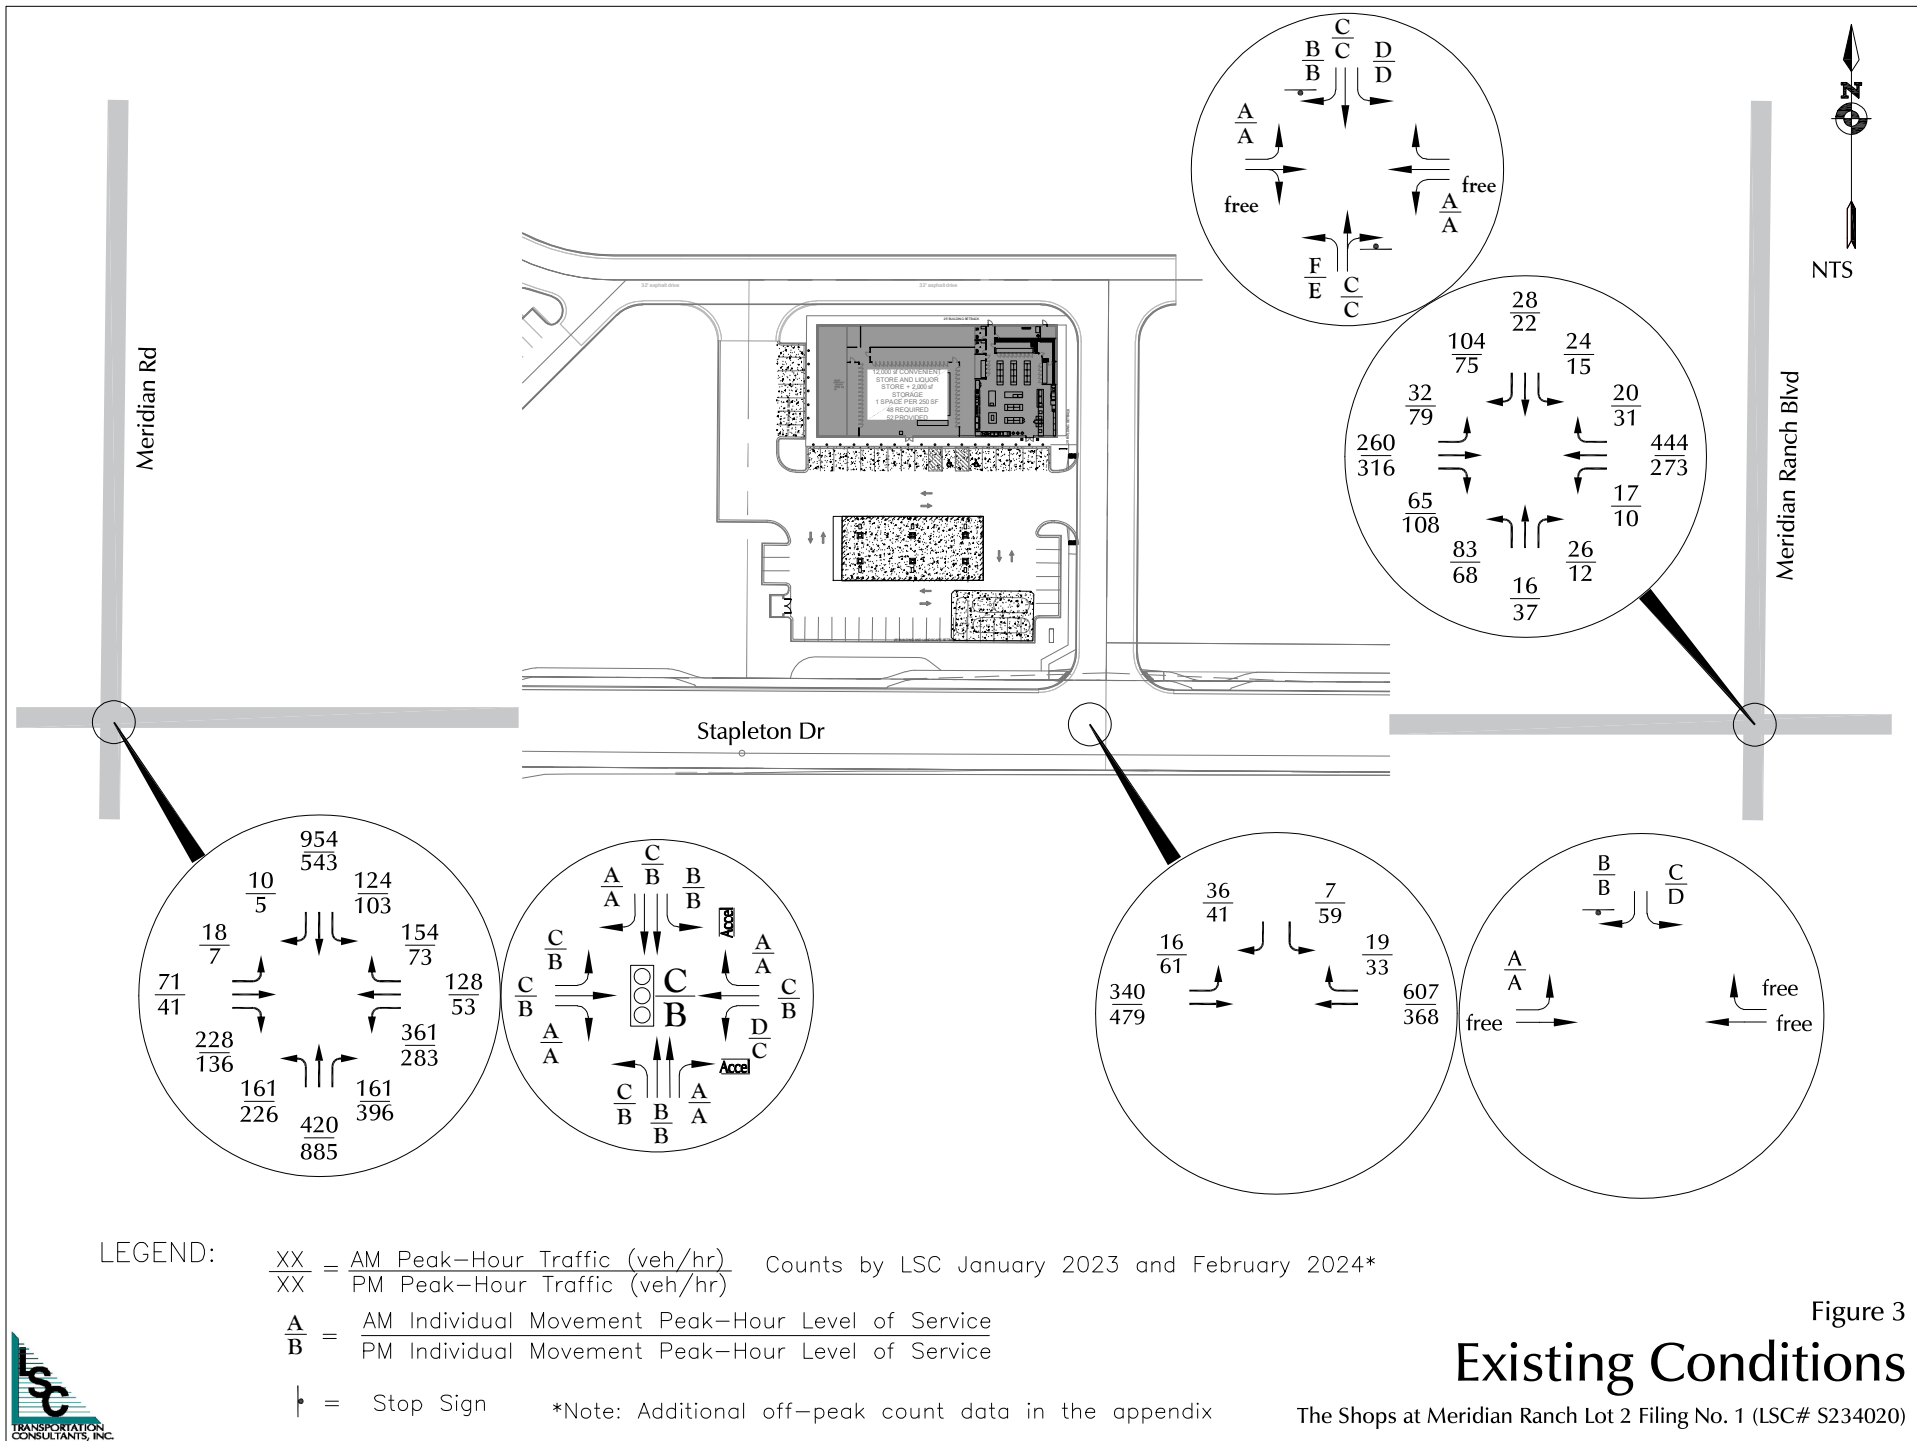 C
C
B
B
D
D
A
A
free
free
A
A
F
E
C
C
N
NTS
Meridian Rd
Meridian Ranch Blvd
32' asphalt drive
32' asphalt drive
12,000 sf CONVENIENT
STORE AND LIQUOR
STORE + 2,000 sf
STORAGE
1 SPACE PER 250 SF
48 REQUIRED
52 PROVIDED
28
22
104
75
24
15
32
79
20
31
260
316
444
273
65
108
17
10
83
68
26
12
16
37
Stapleton Dr
954
543
10
5
124
103
18
7
154
73
71
41
128
53
228
136
361
283
161
226
161
396
420
885
C
B
A
A
B
B
Accel
C
B
A
A
C
B
C
B
C
B
A
A
D
C
Accel
C
B
B
B
A
A
36
41
7
59
16
61
19
33
340
479
607
368
B
B
C
D
A
A
free
free
free
LEGEND:
XX = AM Peak-Hour Traffic (veh/hr) Counts by LSC January 2023 and February 2024*
XX PM Peak-Hour Traffic (veh/hr)
A = AM Individual Movement Peak-Hour Level of Service
B PM Individual Movement Peak-Hour Level of Service
= Stop Sign *Note: Additional off-peak count data in the appendix
Figure 3
Existing Conditions
The Shops at Meridian Ranch Lot 2 Filing No. 1 (LSC# S234020)
LSC
TRANSPORTATION
CONSULTANTS, INC.